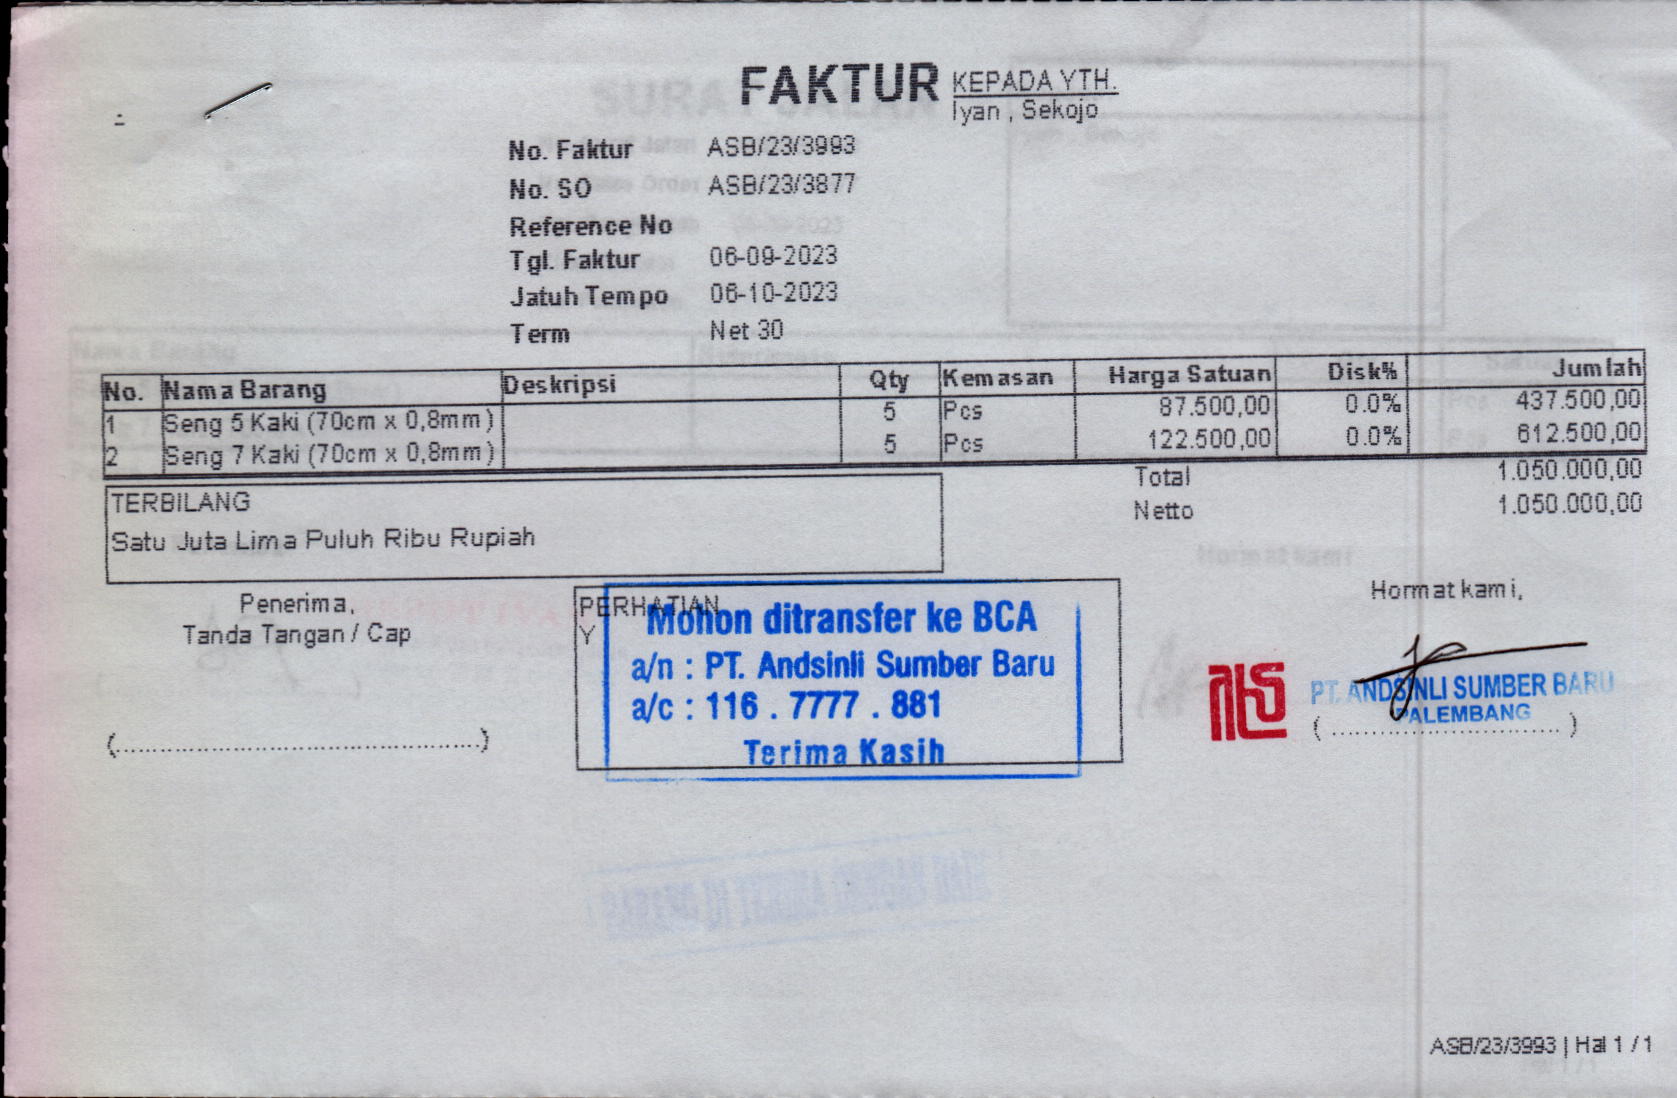 FAKTUR
KEPADA YTH.
Iyan , Sekojo
No. Faktur ASB/23/3993
No. SO ASB/23/3877
Reference No
Tgl. Faktur 06-09-2023
Jatuh Tempo 06-10-2023
Term Net 30
No. Nama Barang Deskripsi Qty Kemasan Harga Satuan Disk% Jumlah
1 Seng 5 Kaki (70cm x 0,8mm) 5 Pcs 87.500,00 0.0% 437.500,00
2 Seng 7 Kaki (70cm x 0,8mm) 5 Pcs 122.500,00 0.0% 612.500,00
Total 1.050.000,00
Netto 1.050.000,00
TERBILANG
Satu Juta Lima Puluh Ribu Rupiah
Penerima,
Tanda Tangan / Cap
(...............................................)
PERHATIAN
Y
Mohon ditransfer ke BCA
a/n : PT. Andsinli Sumber Baru
a/c : 116 . 7777 . 881
Terima Kasih
Hormat kami,
PT. ANDSINLI SUMBER BARU
PALEMBANG
( ............................... )
ASB/23/3993 | Hal 1 / 1